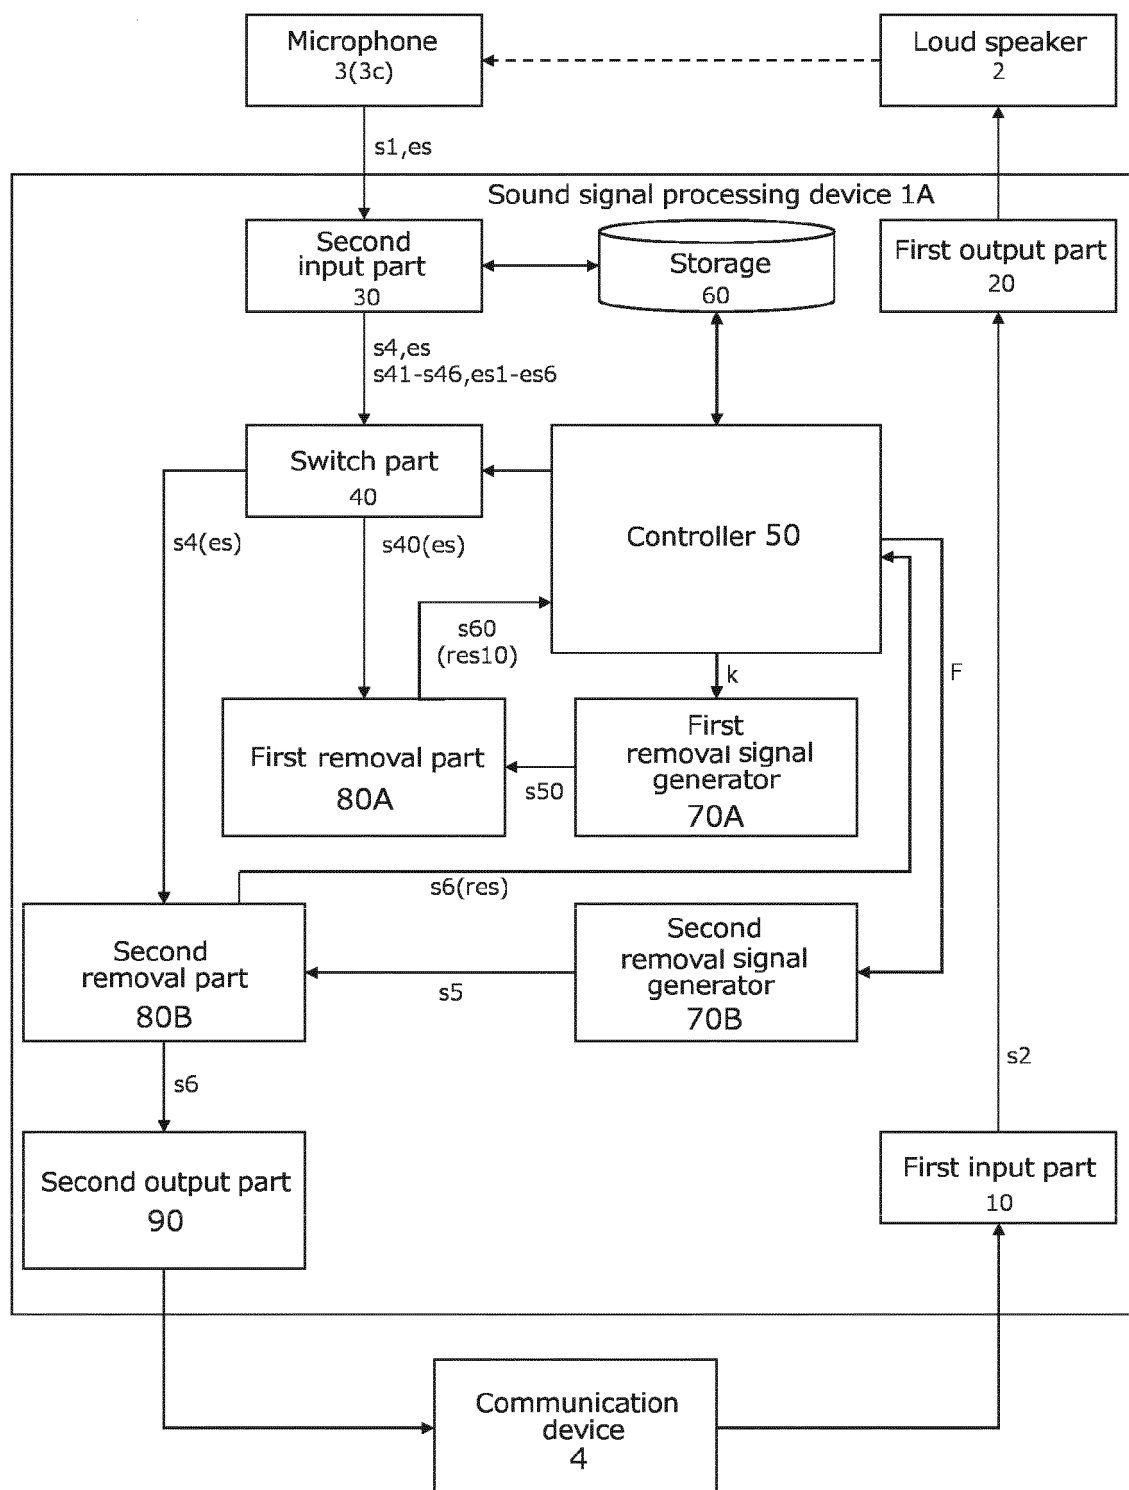 Microphone
3(3c)
Loud speaker
2
s1,es
Sound signal processing device 1A
Second
input part
30
Storage
60
First output part
20
s4,es
s41-s46,es1-es6
Switch part
40
Controller 50
s4(es)
s40(es)
s60
(res10)
k
F
First removal part
80A
s50
First
removal signal
generator
70A
s6(res)
Second
removal part
80B
s5
Second
removal signal
generator
70B
s6
s2
Second output part
90
First input part
10
Communication
device
4